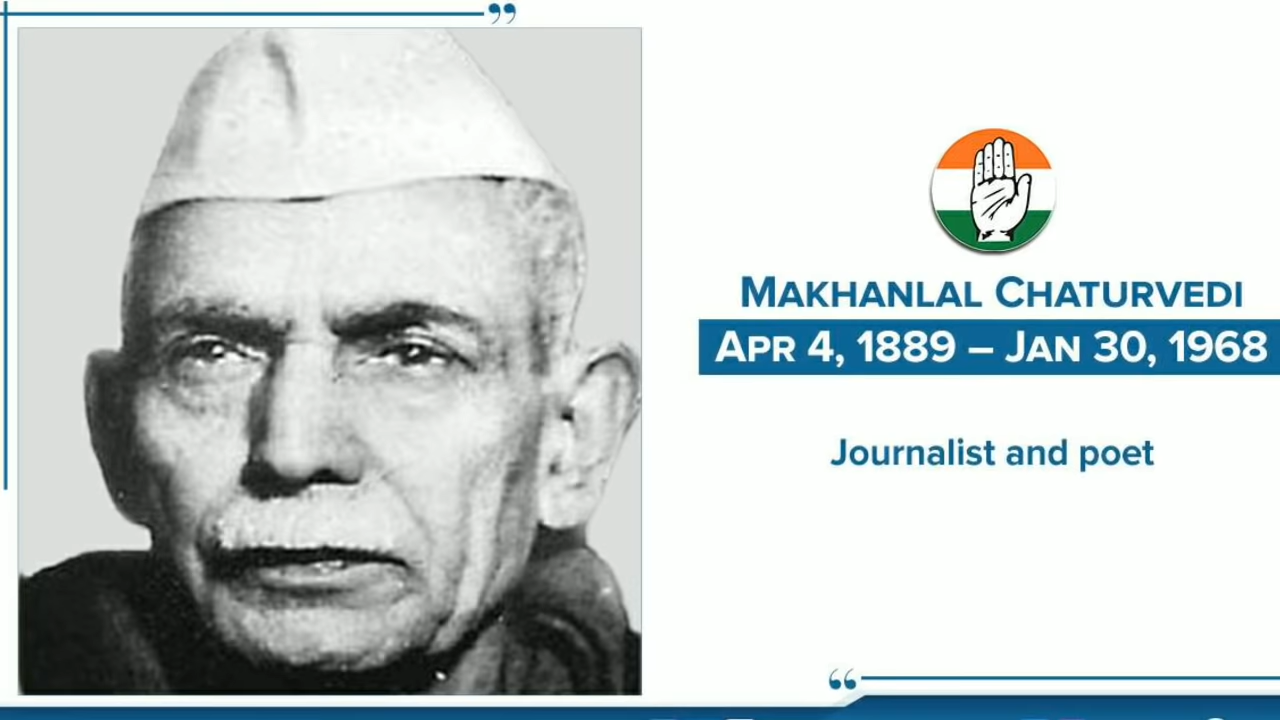 MAKHANLAL CHATURVEDI
APR 4, 1889 – JAN 30, 1968
Journalist and poet